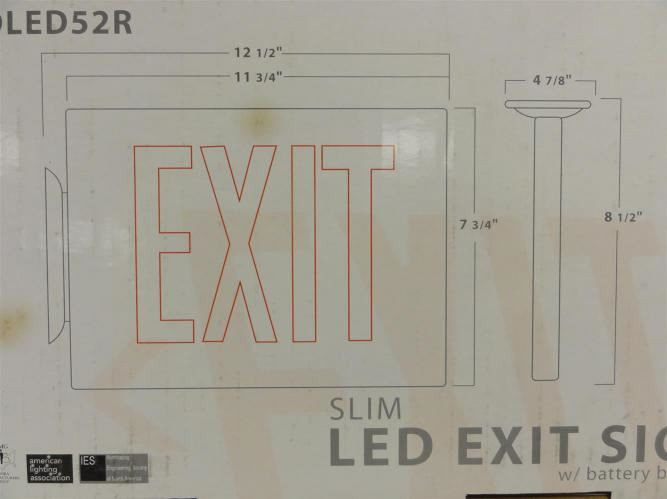 OLED52R
12 1/2"
11 3/4"
4 7/8"
EXIT
7 3/4"
8 1/2"
SLIM
LED EXIT SIG
w/ battery b
american
lighting
association
IES